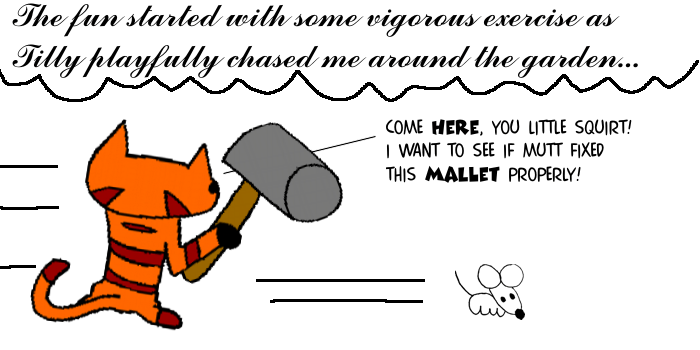 The fun started with some vigorous exercise as
Tilly playfully chased me around the garden...
COME HERE, YOU LITTLE SQUIRT!
I WANT TO SEE IF MUTT FIXED
THIS MALLET PROPERLY!